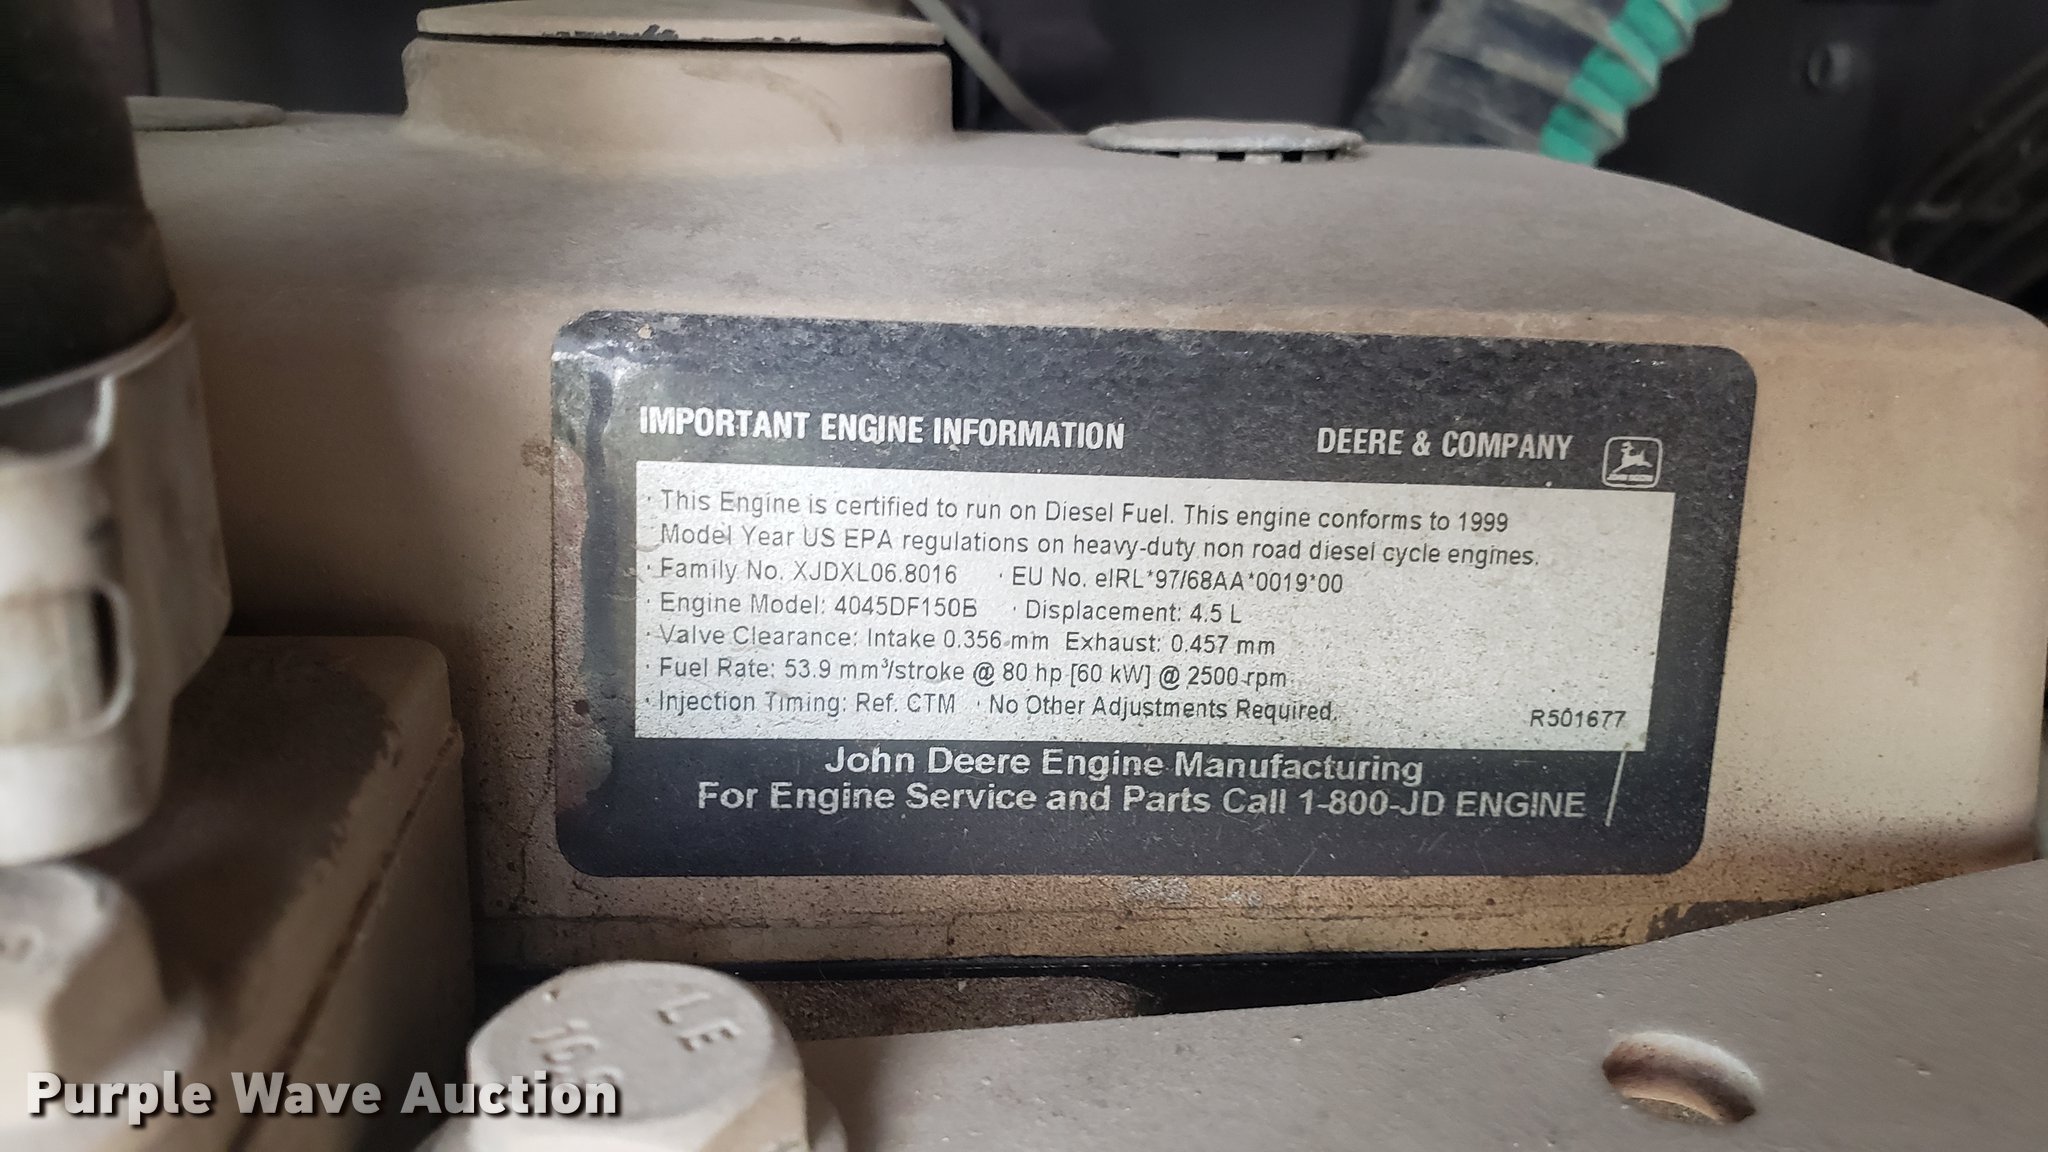 IMPORTANT ENGINE INFORMATION DEERE & COMPANY
· This Engine is certified to run on Diesel Fuel. This engine conforms to 1999
Model Year US EPA regulations on heavy-duty non road diesel cycle engines.
· Family No. XJDXL06.8016 · EU No. eIRL*97/68AA*0019*00
· Engine Model: 4045DF150B · Displacement: 4.5 L
· Valve Clearance: Intake 0.356 mm Exhaust: 0.457 mm
· Fuel Rate: 53.9 mm³/stroke @ 80 hp [60 kW] @ 2500 rpm
· Injection Timing: Ref. CTM · No Other Adjustments Required.
R501677
John Deere Engine Manufacturing
For Engine Service and Parts Call 1-800-JD ENGINE
LE
Purple Wave Auction